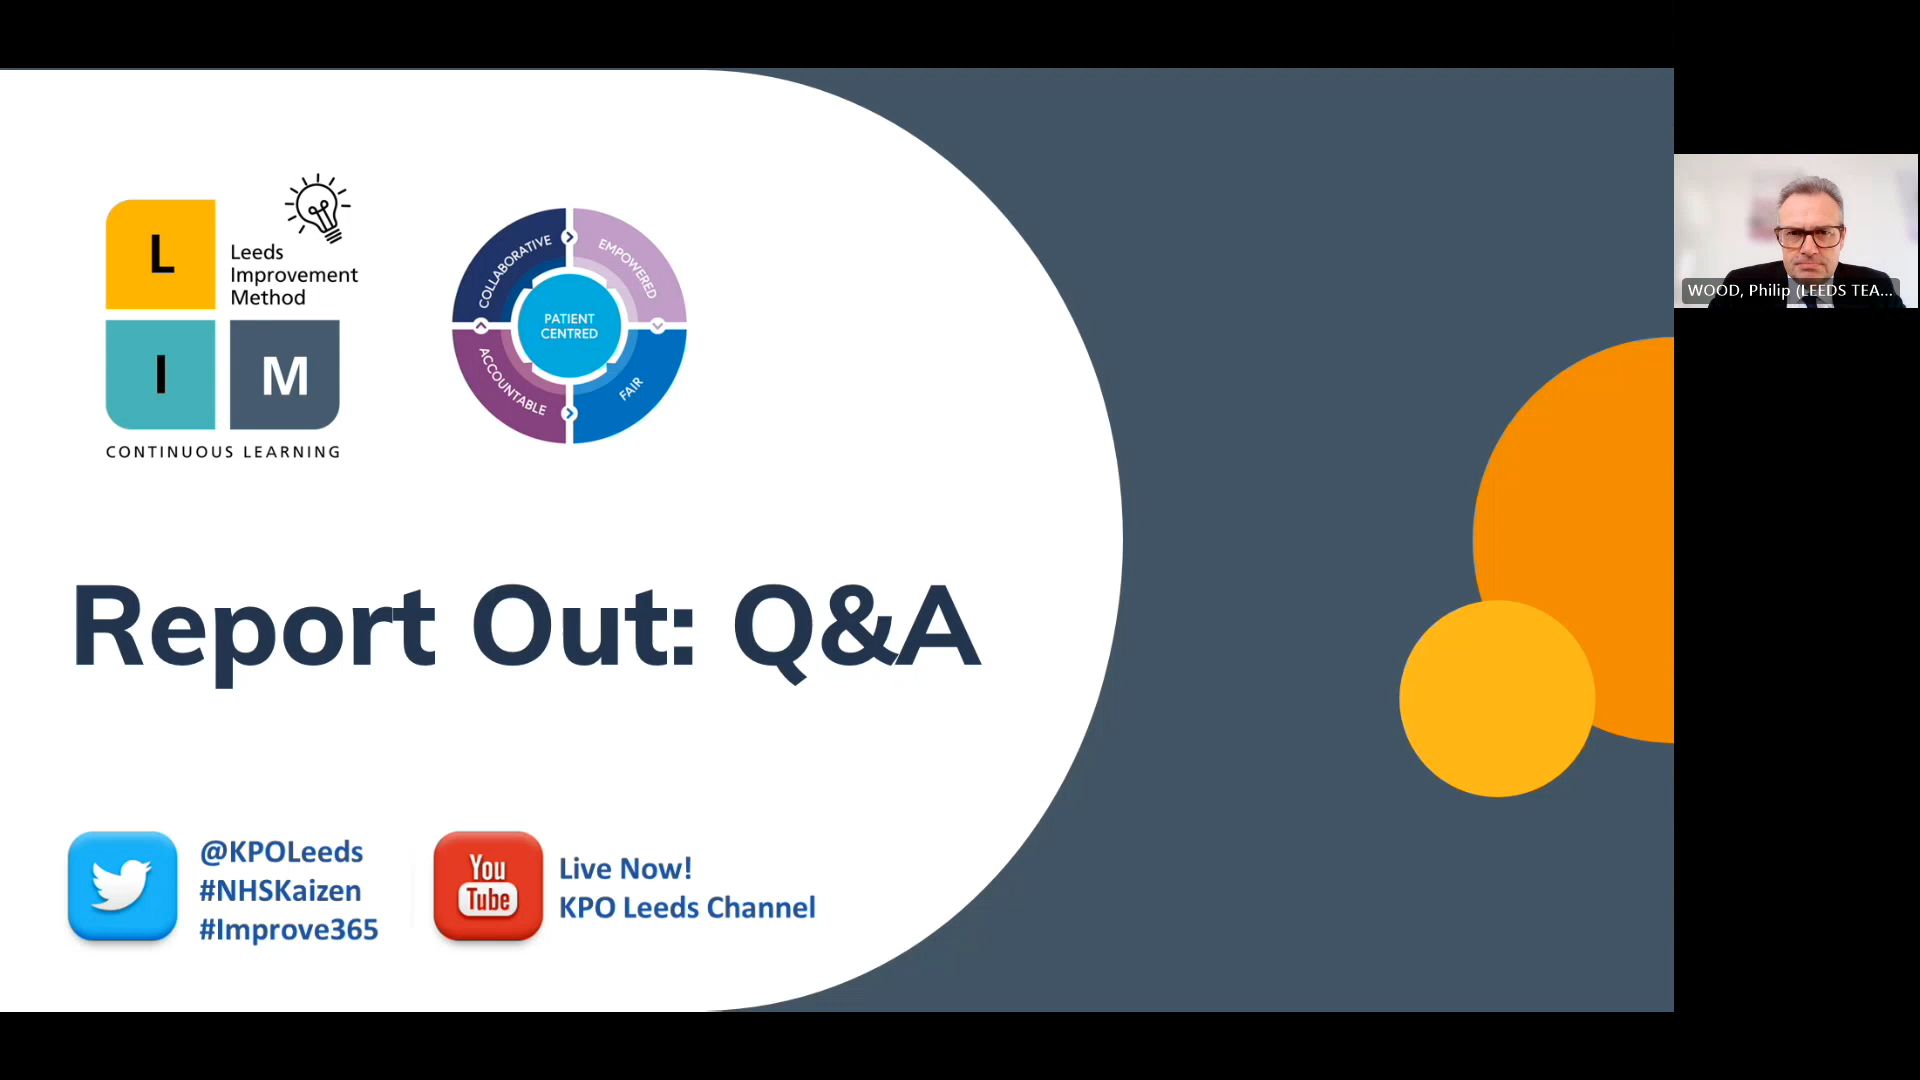 L
Leeds
Improvement
Method
I
M
CONTINUOUS LEARNING
COLLABORATIVE
EMPOWERED
PATIENT
CENTRED
ACCOUNTABLE
FAIR
WOOD, Philip (LEEDS TEA...
Report Out: Q&A
@KPOLeeds
#NHSKaizen
#Improve365
You
Tube
Live Now!
KPO Leeds Channel